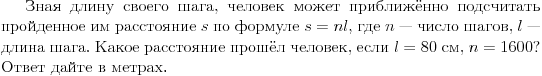 Зная длину своего шага, человек может приближённо подсчитать
пройденное им расстояние s по формуле s = nl, где n — число шагов, l —
длина шага. Какое расстояние прошёл человек, если l = 80 см, n = 1600?
Ответ дайте в метрах.